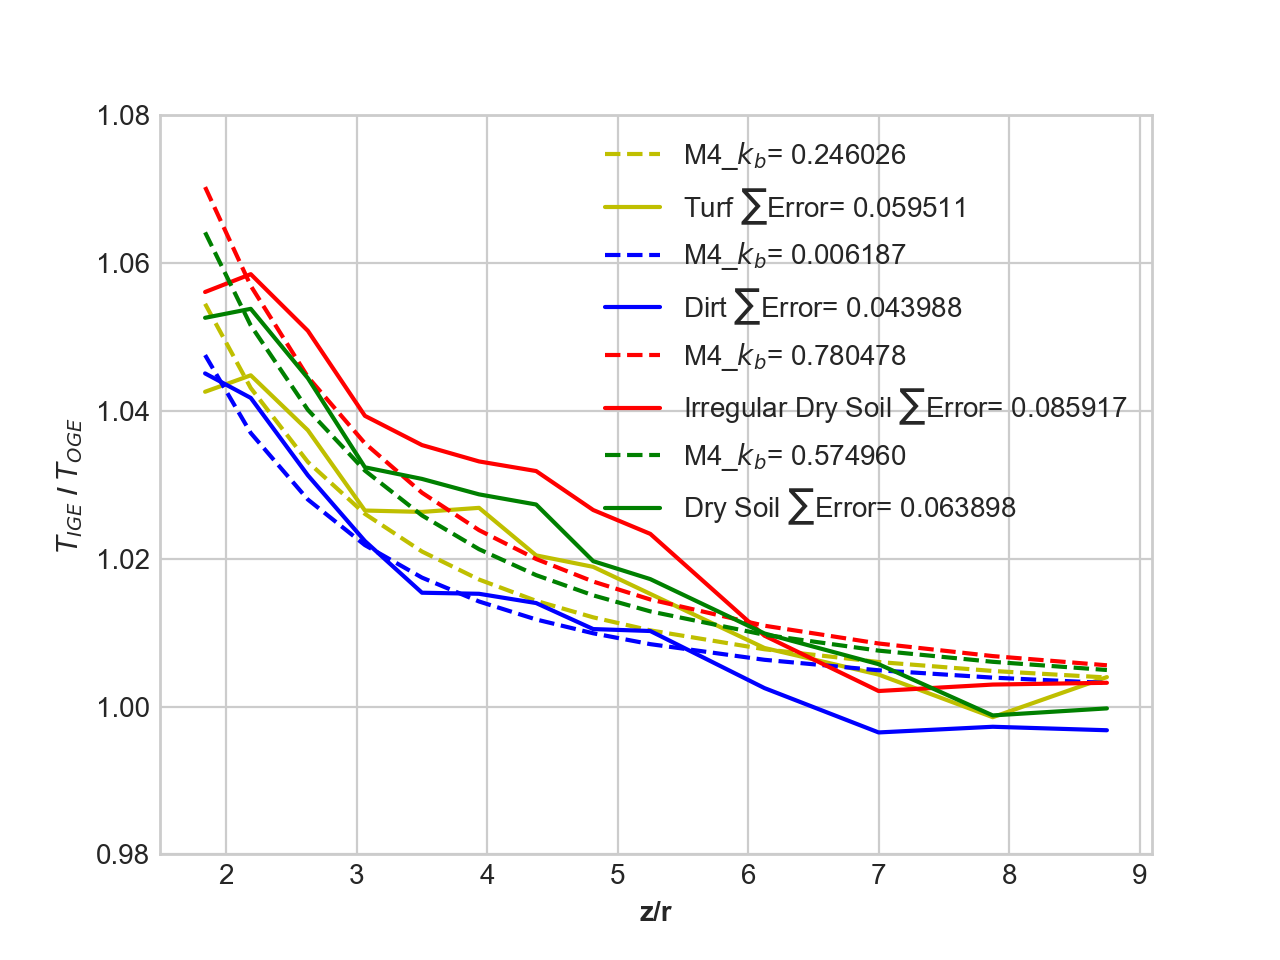 1.08
1.06
1.04
1.02
1.00
0.98
T_IGE / T_OGE
M4_k_b= 0.246026
Turf ∑Error= 0.059511
M4_k_b= 0.006187
Dirt ∑Error= 0.043988
M4_k_b= 0.780478
Irregular Dry Soil ∑Error= 0.085917
M4_k_b= 0.574960
Dry Soil ∑Error= 0.063898
2 3 4 5 6 7 8 9
z/r